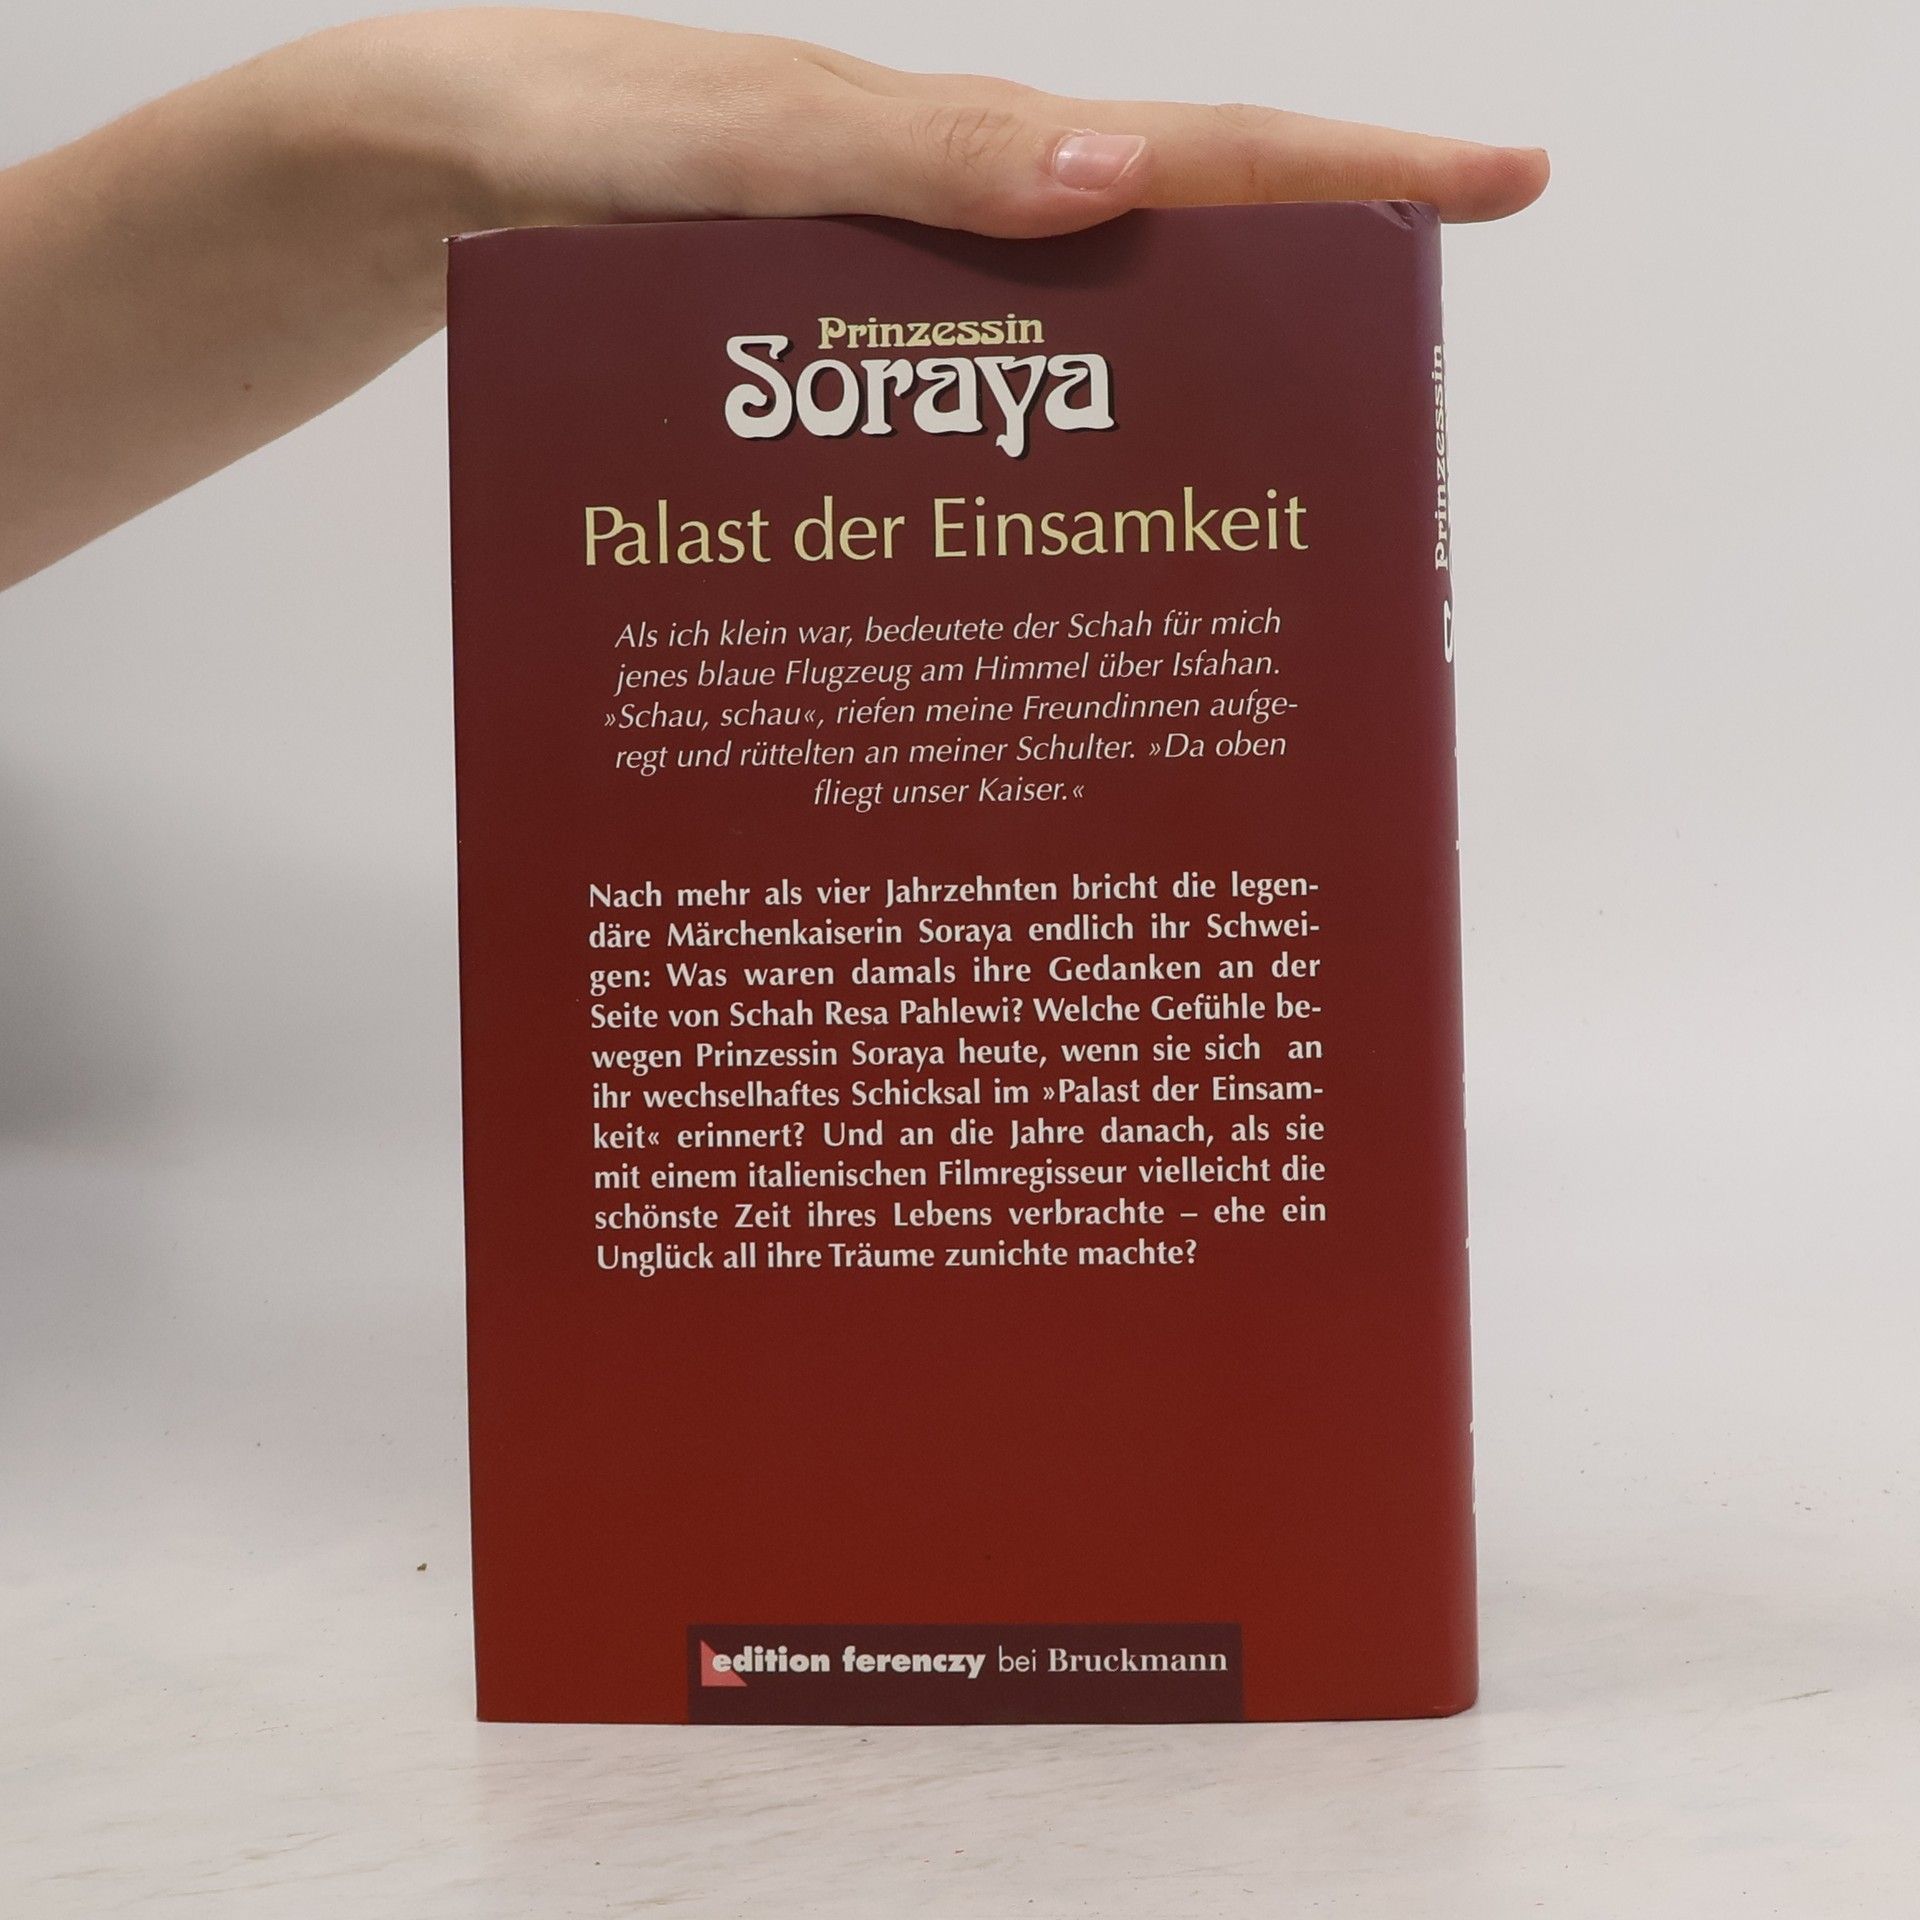 Prinzessin
Soraya
Palast der Einsamkeit
Als ich klein war, bedeutete der Schah für mich
jenes blaue Flugzeug am Himmel über Isfahan.
»Schau, schau«, riefen meine Freundinnen aufge-
regt und rüttelten an meiner Schulter. »Da oben
fliegt unser Kaiser.«
Nach mehr als vier Jahrzehnten bricht die legen-
däre Märchenkaiserin Soraya endlich ihr Schwei-
gen: Was waren damals ihre Gedanken an der
Seite von Schah Resa Pahlewi? Welche Gefühle be-
wegen Prinzessin Soraya heute, wenn sie sich an
ihr wechselhaftes Schicksal im »Palast der Einsam-
keit« erinnert? Und an die Jahre danach, als sie
mit einem italienischen Filmregisseur vielleicht die
schönste Zeit ihres Lebens verbrachte – ehe ein
Unglück all ihre Träume zunichte machte?
edition ferenczy bei Bruckmann
Prinzessin